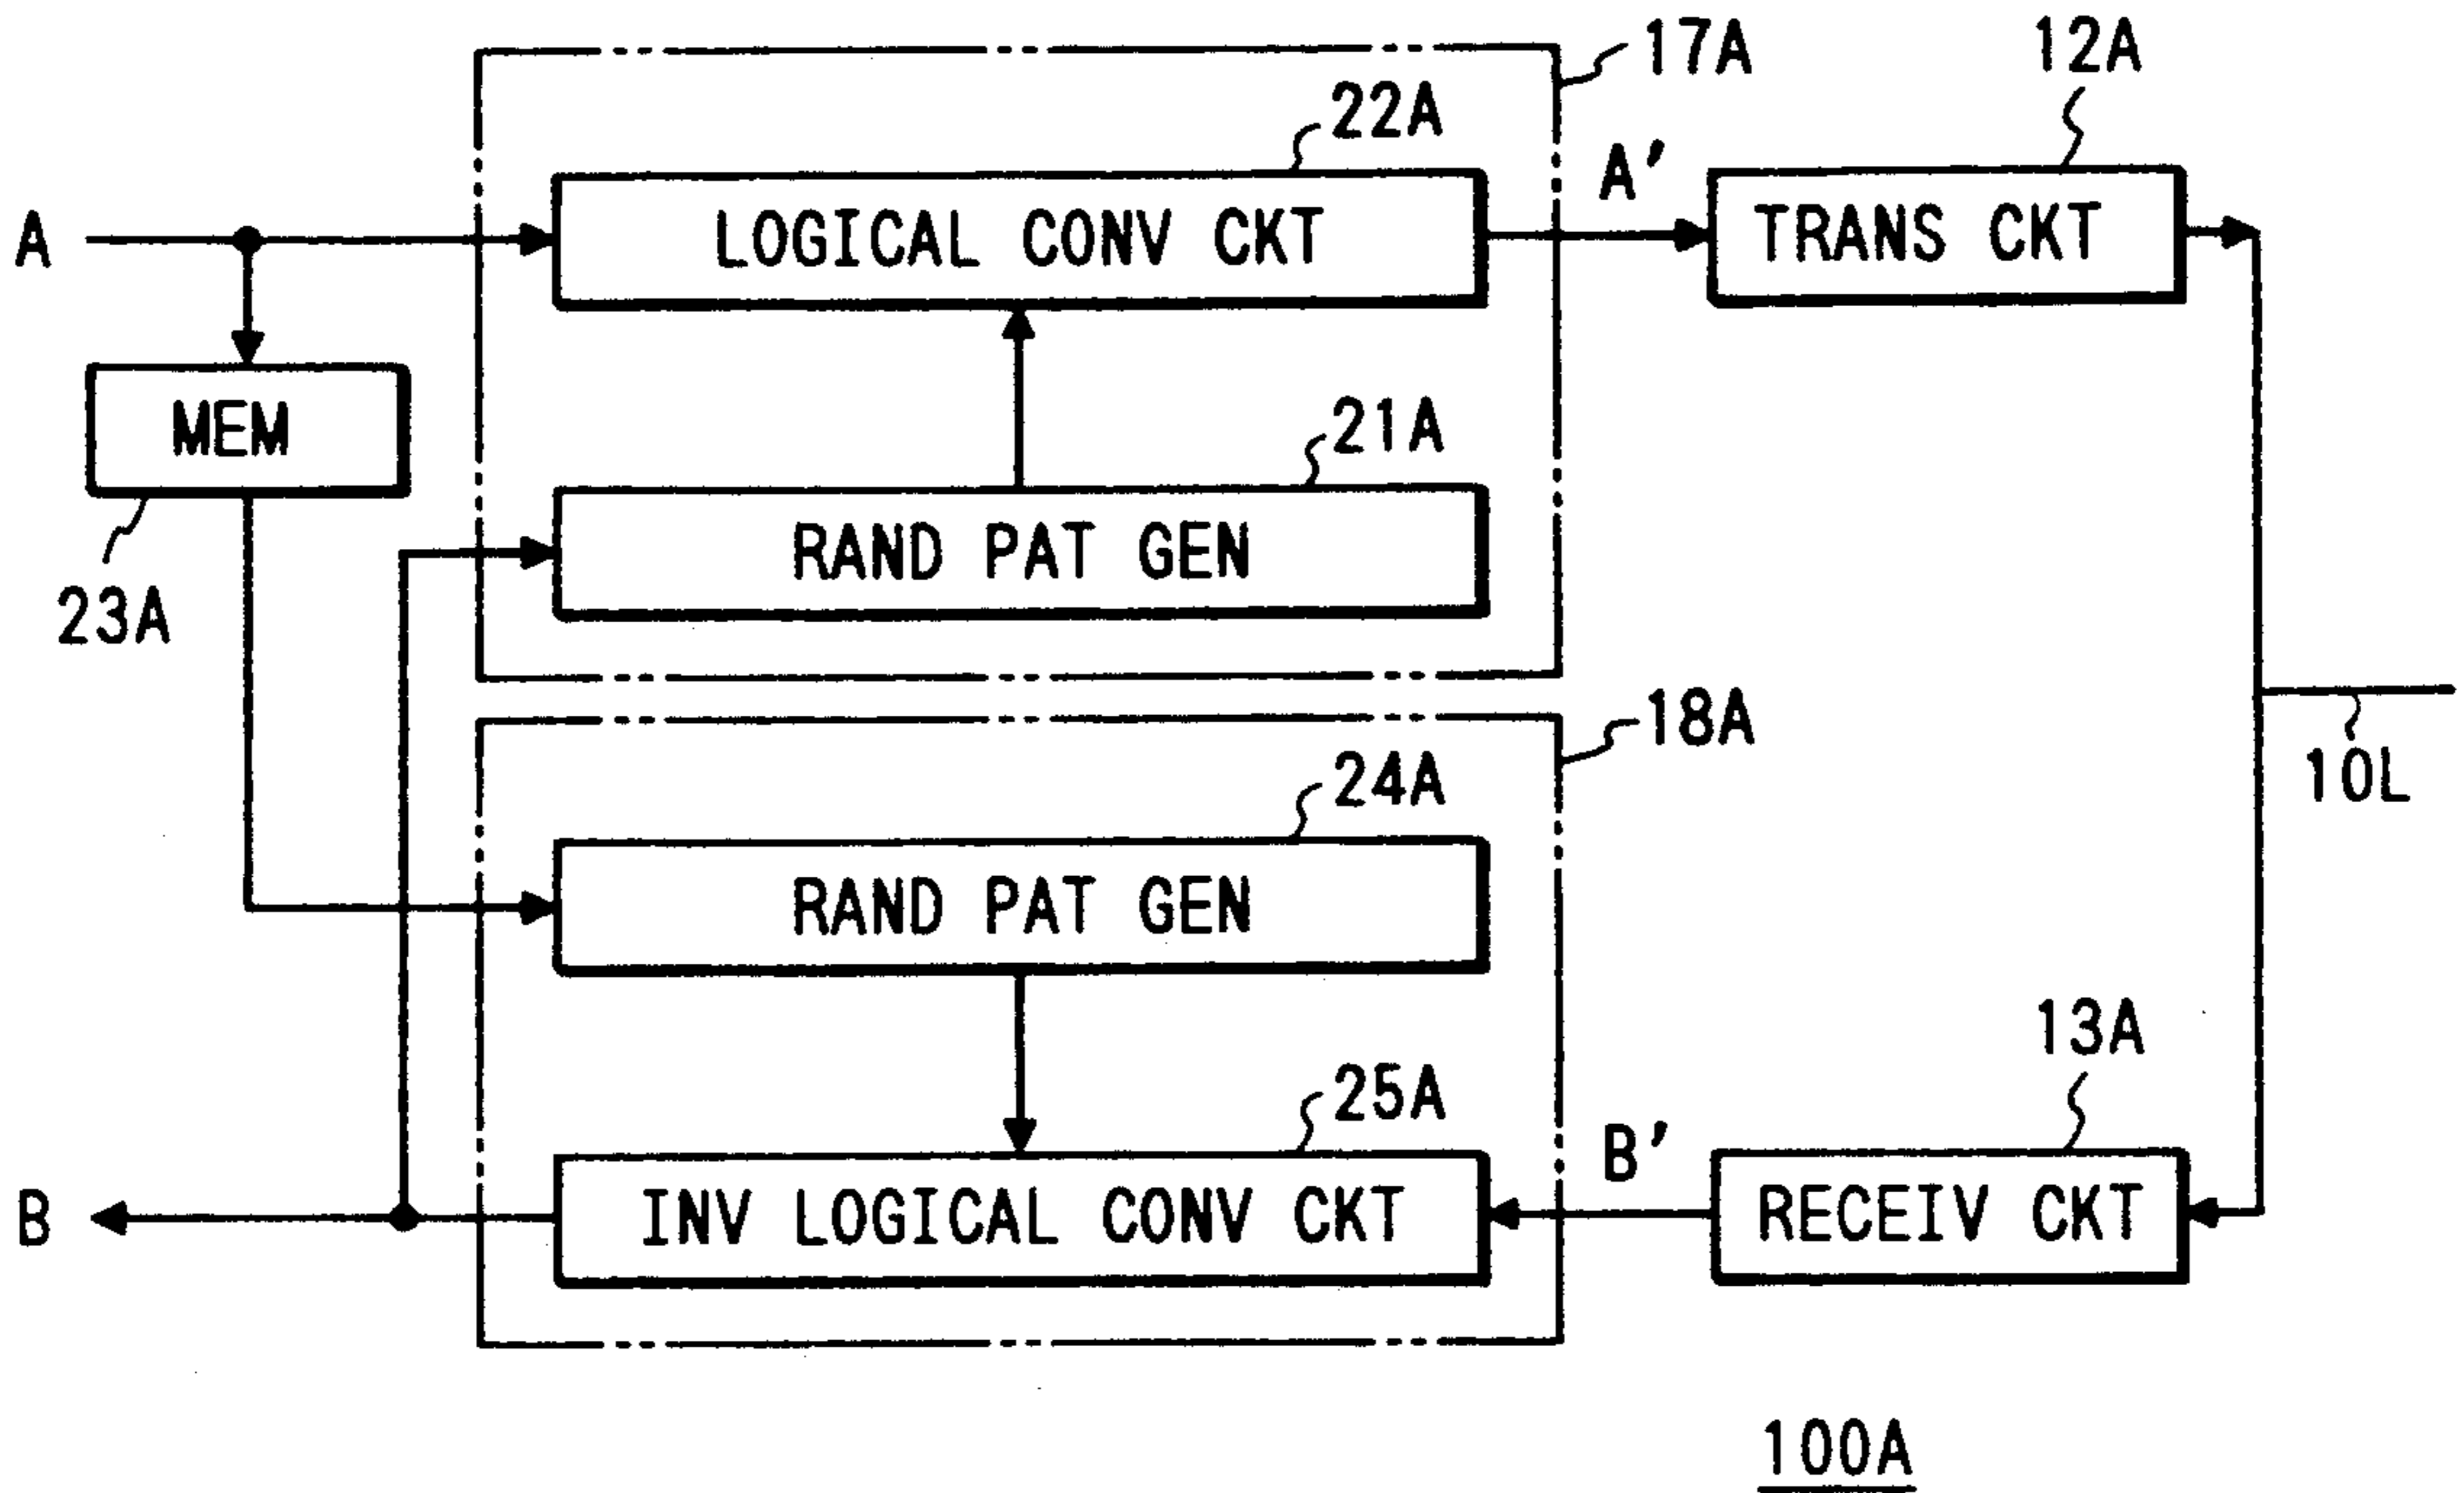 17A
12A
22A
A'
A
LOGICAL CONV CKT
TRANS CKT
MEM
21A
RAND PAT GEN
23A
18A
24A
10L
RAND PAT GEN
13A
25A
B'
B
INV LOGICAL CONV CKT
RECEIV CKT
100A